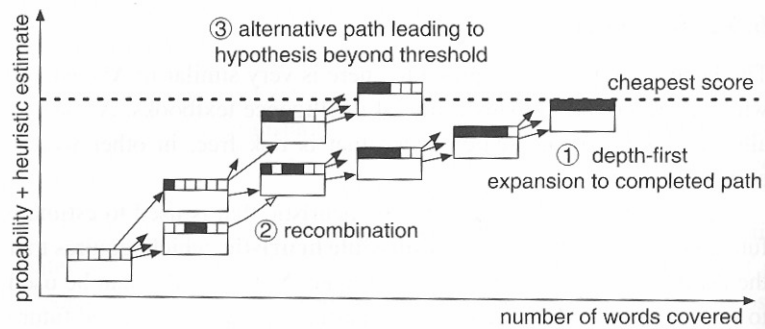 ③ alternative path leading to
hypothesis beyond threshold
cheapest score
① depth-first
expansion to completed path
② recombination
probability + heuristic estimate
number of words covered